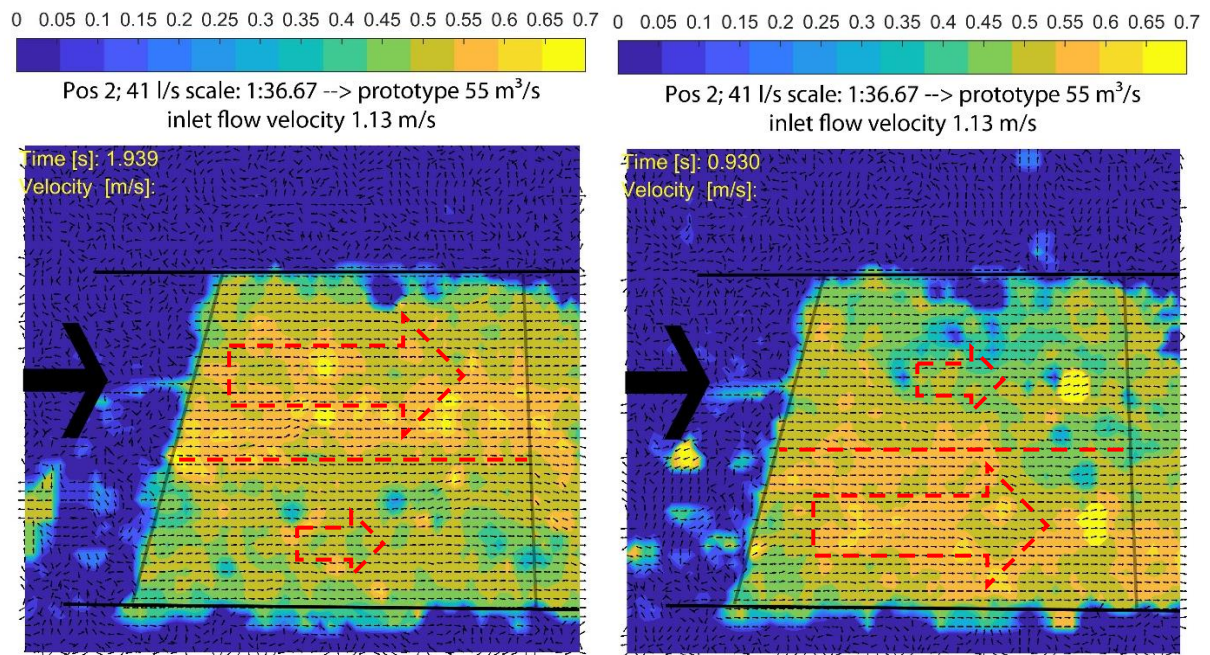 0 0.05 0.1 0.15 0.2 0.25 0.3 0.35 0.4 0.45 0.5 0.55 0.6 0.65 0.7
Pos 2; 41 l/s scale: 1:36.67 --> prototype 55 m³/s
inlet flow velocity 1.13 m/s
Time [s]: 1.939
Velocity [m/s]:
0 0.05 0.1 0.15 0.2 0.25 0.3 0.35 0.4 0.45 0.5 0.55 0.6 0.65 0.7
Pos 2; 41 l/s scale: 1:36.67 --> prototype 55 m³/s
inlet flow velocity 1.13 m/s
Time [s]: 0.930
Velocity [m/s]: